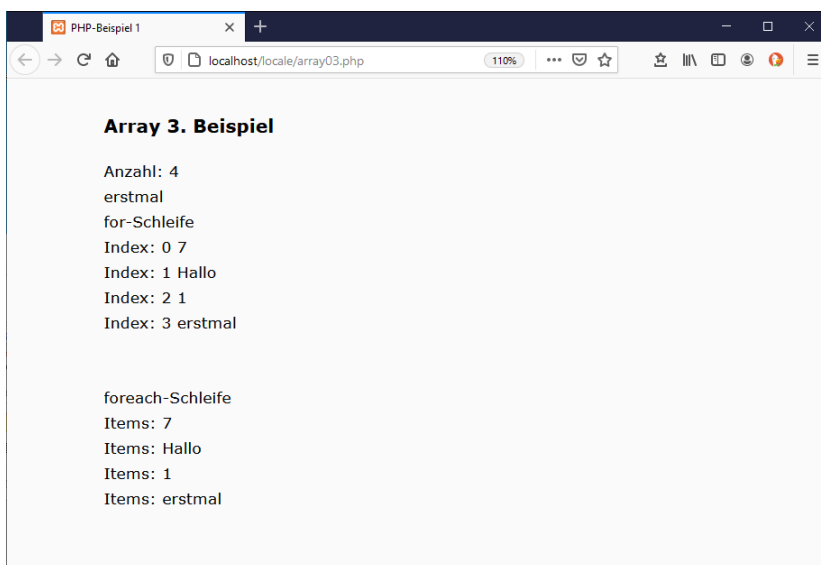 PHP-Beispiel 1
localhost/locale/array03.php 110%
Array 3. Beispiel
Anzahl: 4
erstmal
for-Schleife
Index: 0 7
Index: 1 Hallo
Index: 2 1
Index: 3 erstmal
foreach-Schleife
Items: 7
Items: Hallo
Items: 1
Items: erstmal